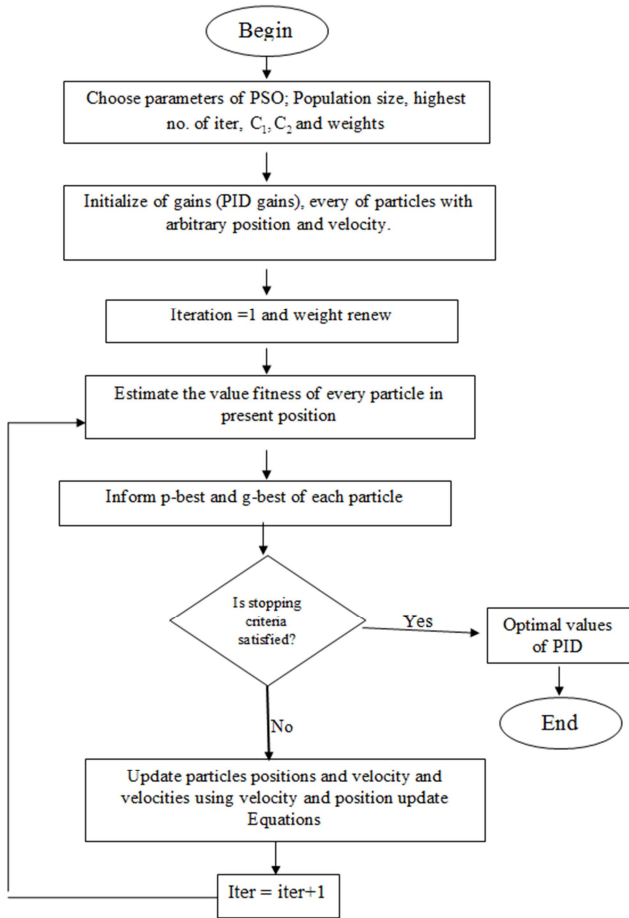 Begin
Choose parameters of PSO; Population size, highest
no. of iter, C₁, C₂ and weights
Initialize of gains (PID gains), every of particles with
arbitrary position and velocity.
Iteration =1 and weight renew
Estimate the value fitness of every particle in
present position
Inform p-best and g-best of each particle
Is stopping
criteria
satisfied?
Yes
Optimal values
of PID
End
No
Update particles positions and velocity and
velocities using velocity and position update
Equations
Iter = iter+1